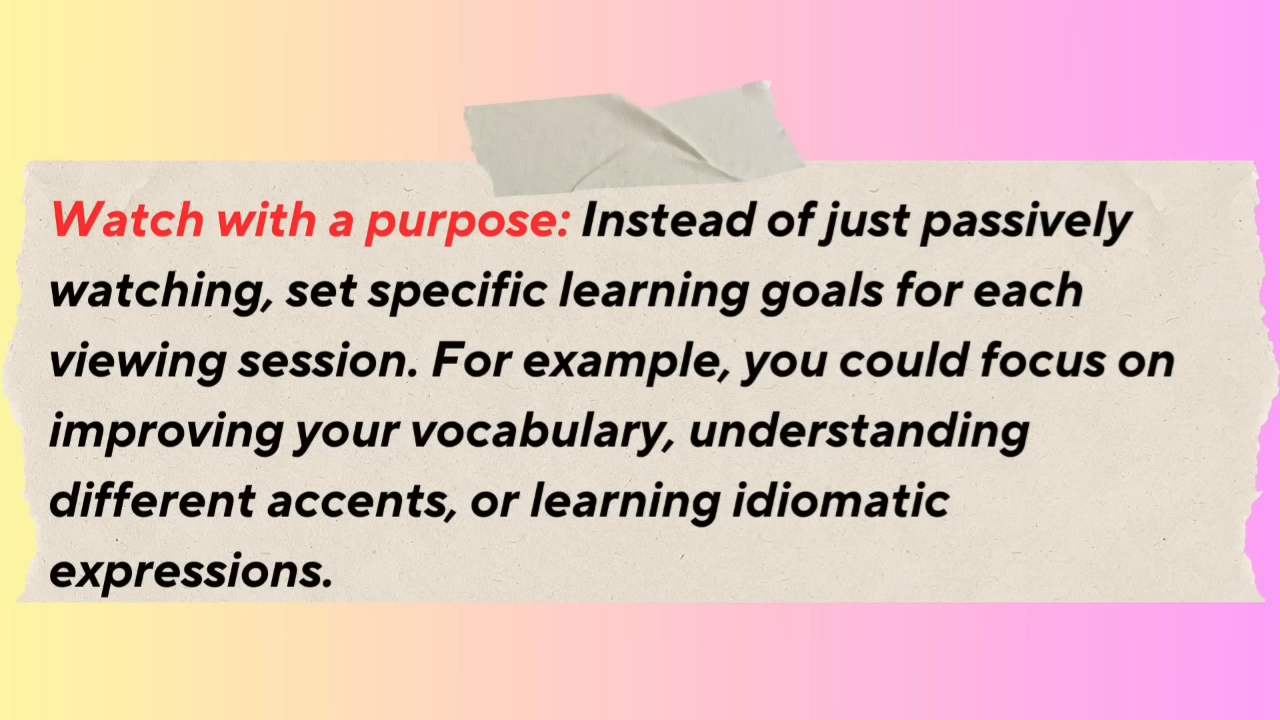 Watch with a purpose: Instead of just passively
watching, set specific learning goals for each
viewing session. For example, you could focus on
improving your vocabulary, understanding
different accents, or learning idiomatic
expressions.